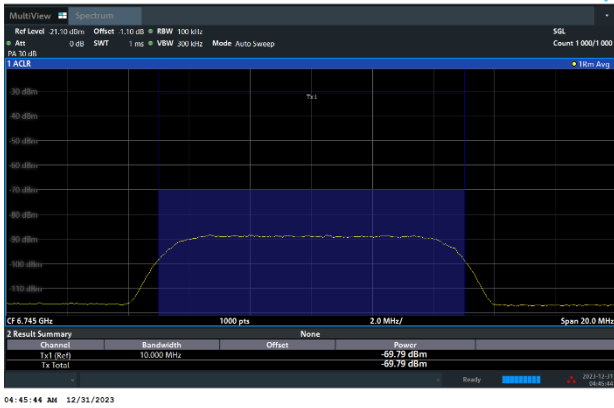 MultiView Spectrum
Ref Level -21.10 dBm Offset -1.10 dB RBW 100 kHz SGL
Att 0 dB SWT 1 ms VBW 300 kHz Mode Auto Sweep Count 1000/1000
PA 30 dB
1 ACLR 1Rm Avg
-30 dBm
Tx1
-40 dBm
-50 dBm
-60 dBm
-70 dBm
-80 dBm
-90 dBm
-100 dBm
-110 dBm
CF 6.745 GHz 1000 pts 2.0 MHz/ Span 20.0 MHz
2 Result Summary None
Channel Bandwidth Offset Power
Tx1 (Ref) 10.000 MHz -69.79 dBm
Tx Total -69.79 dBm
Ready 2023-12-31
04:45:44
04:45:44 AM 12/31/2023